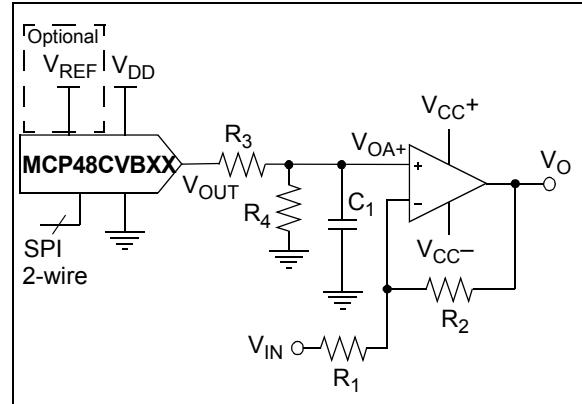 Optional
VREF VDD
VCC+
R3
VOA+
VO
MCP48CVBXX
+
VOUT
–
R4
C1
SPI
2-wire
VCC–
R2
VIN
R1